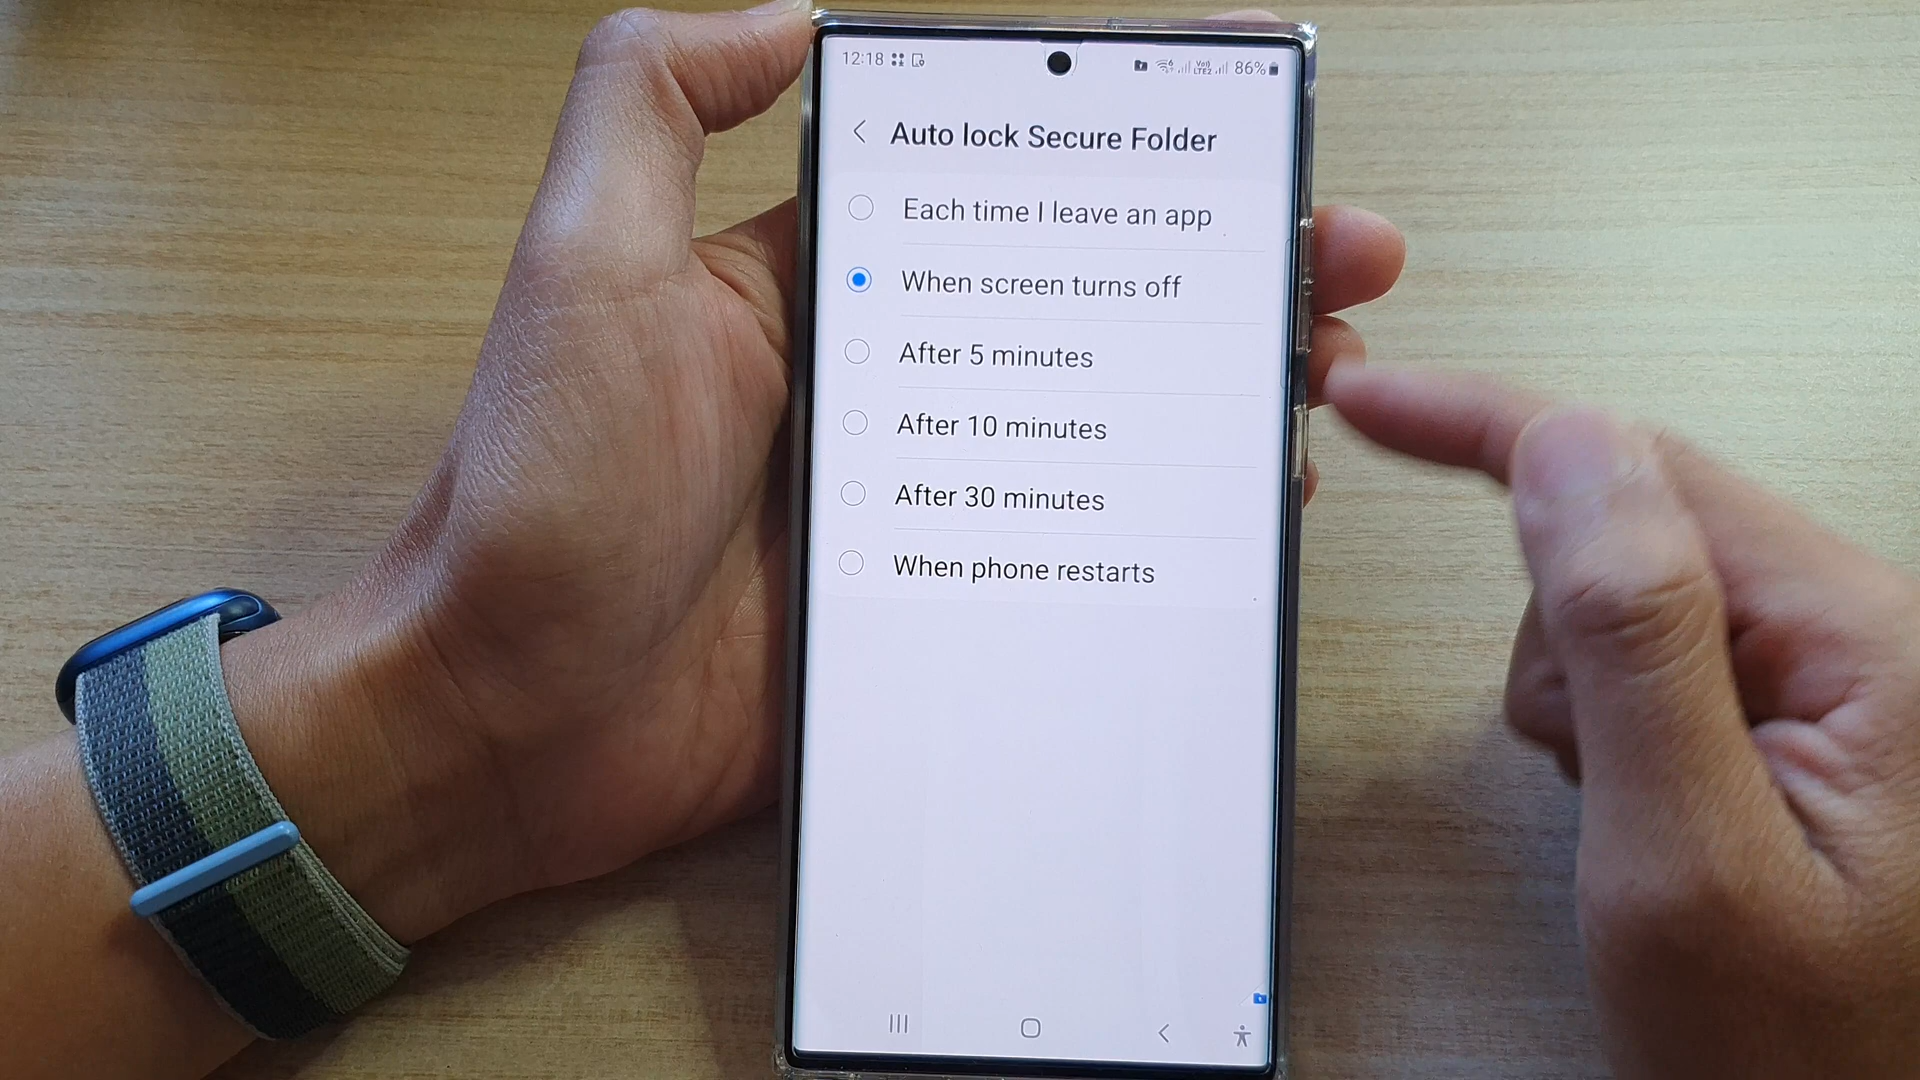 12:18
86%
Auto lock Secure Folder
Each time I leave an app
When screen turns off
After 5 minutes
After 10 minutes
After 30 minutes
When phone restarts